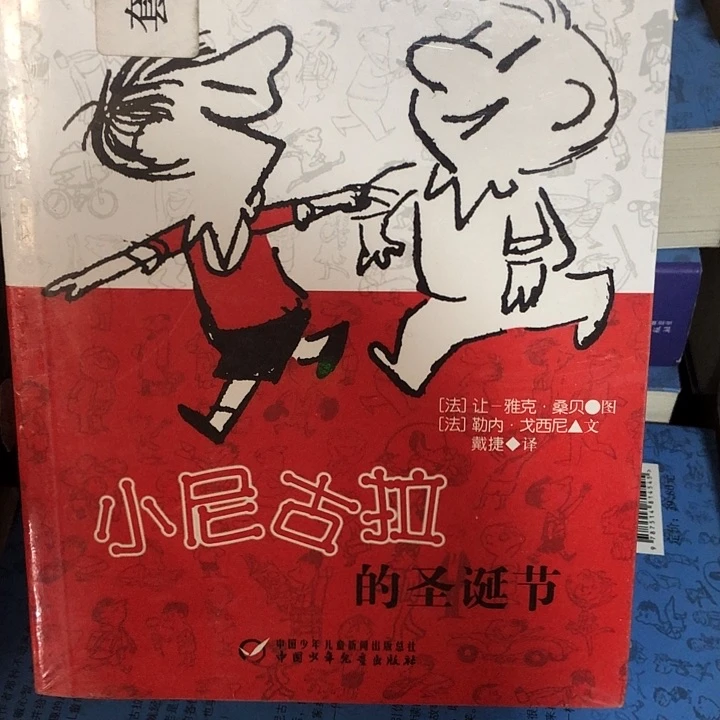 套
[法] 让－雅克·桑贝●图
[法] 勒内·戈西尼▲文
戴捷◆译
小尼古拉
的圣诞节
中国少年儿童新闻出版总社
中国少年儿童出版社